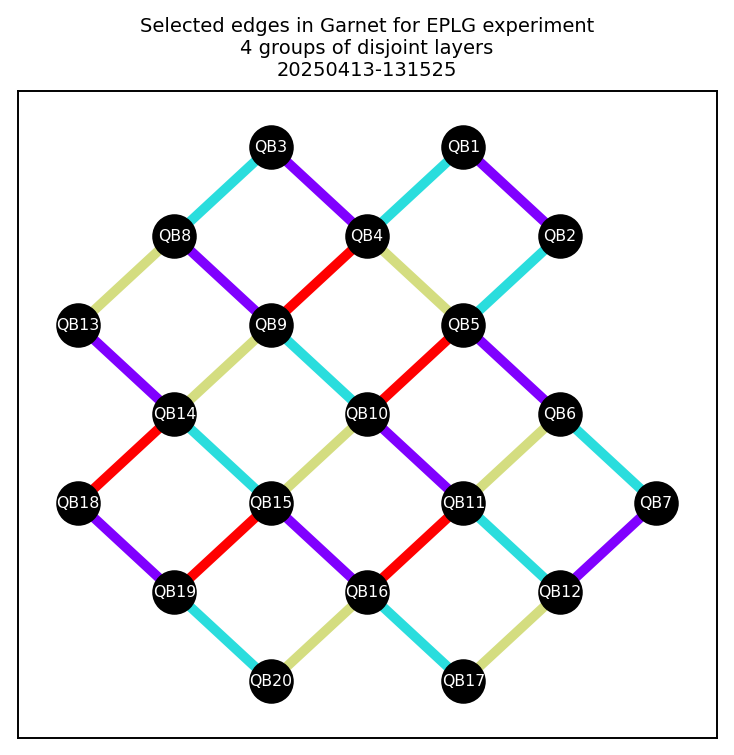 Selected edges in Garnet for EPLG experiment
4 groups of disjoint layers
20250413-131525
QB3 QB1
QB8 QB4 QB2
QB13 QB9 QB5
QB14 QB10 QB6
QB18 QB15 QB11 QB7
QB19 QB16 QB12
QB20 QB17